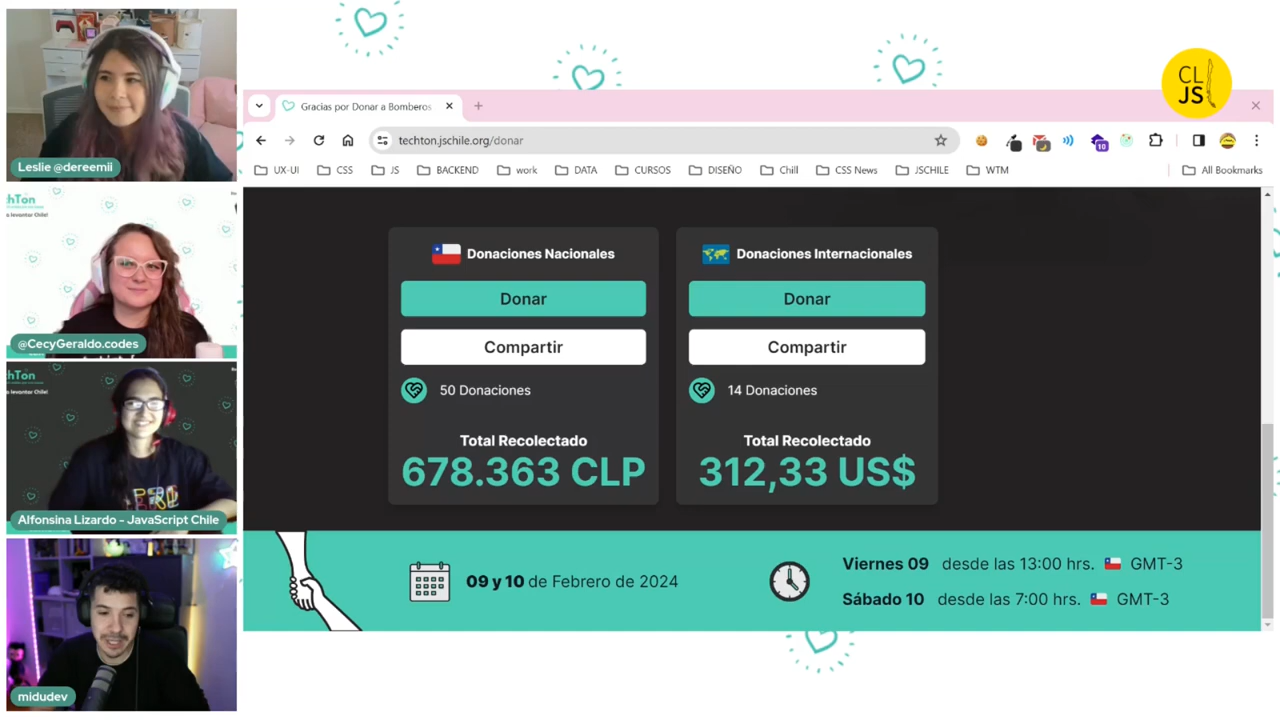 CL
JS
Gracias por Donar a Bomberos
techton.jschile.org/donar
10
UX-UI
CSS
JS
BACKEND
work
DATA
CURSOS
DISEÑO
Chill
CSS News
JSCHILE
WTM
All Bookmarks
Donaciones Nacionales
Donar
Compartir
50 Donaciones
Total Recolectado
678.363 CLP
Donaciones Internacionales
Donar
Compartir
14 Donaciones
Total Recolectado
312,33 US$
09 y 10 de Febrero de 2024
Viernes 09 desde las 13:00 hrs. GMT-3
Sábado 10 desde las 7:00 hrs. GMT-3
Leslie @dereemii
@CecyGeraldo.codes
Alfonsina Lizardo - JavaScript Chile
midudev